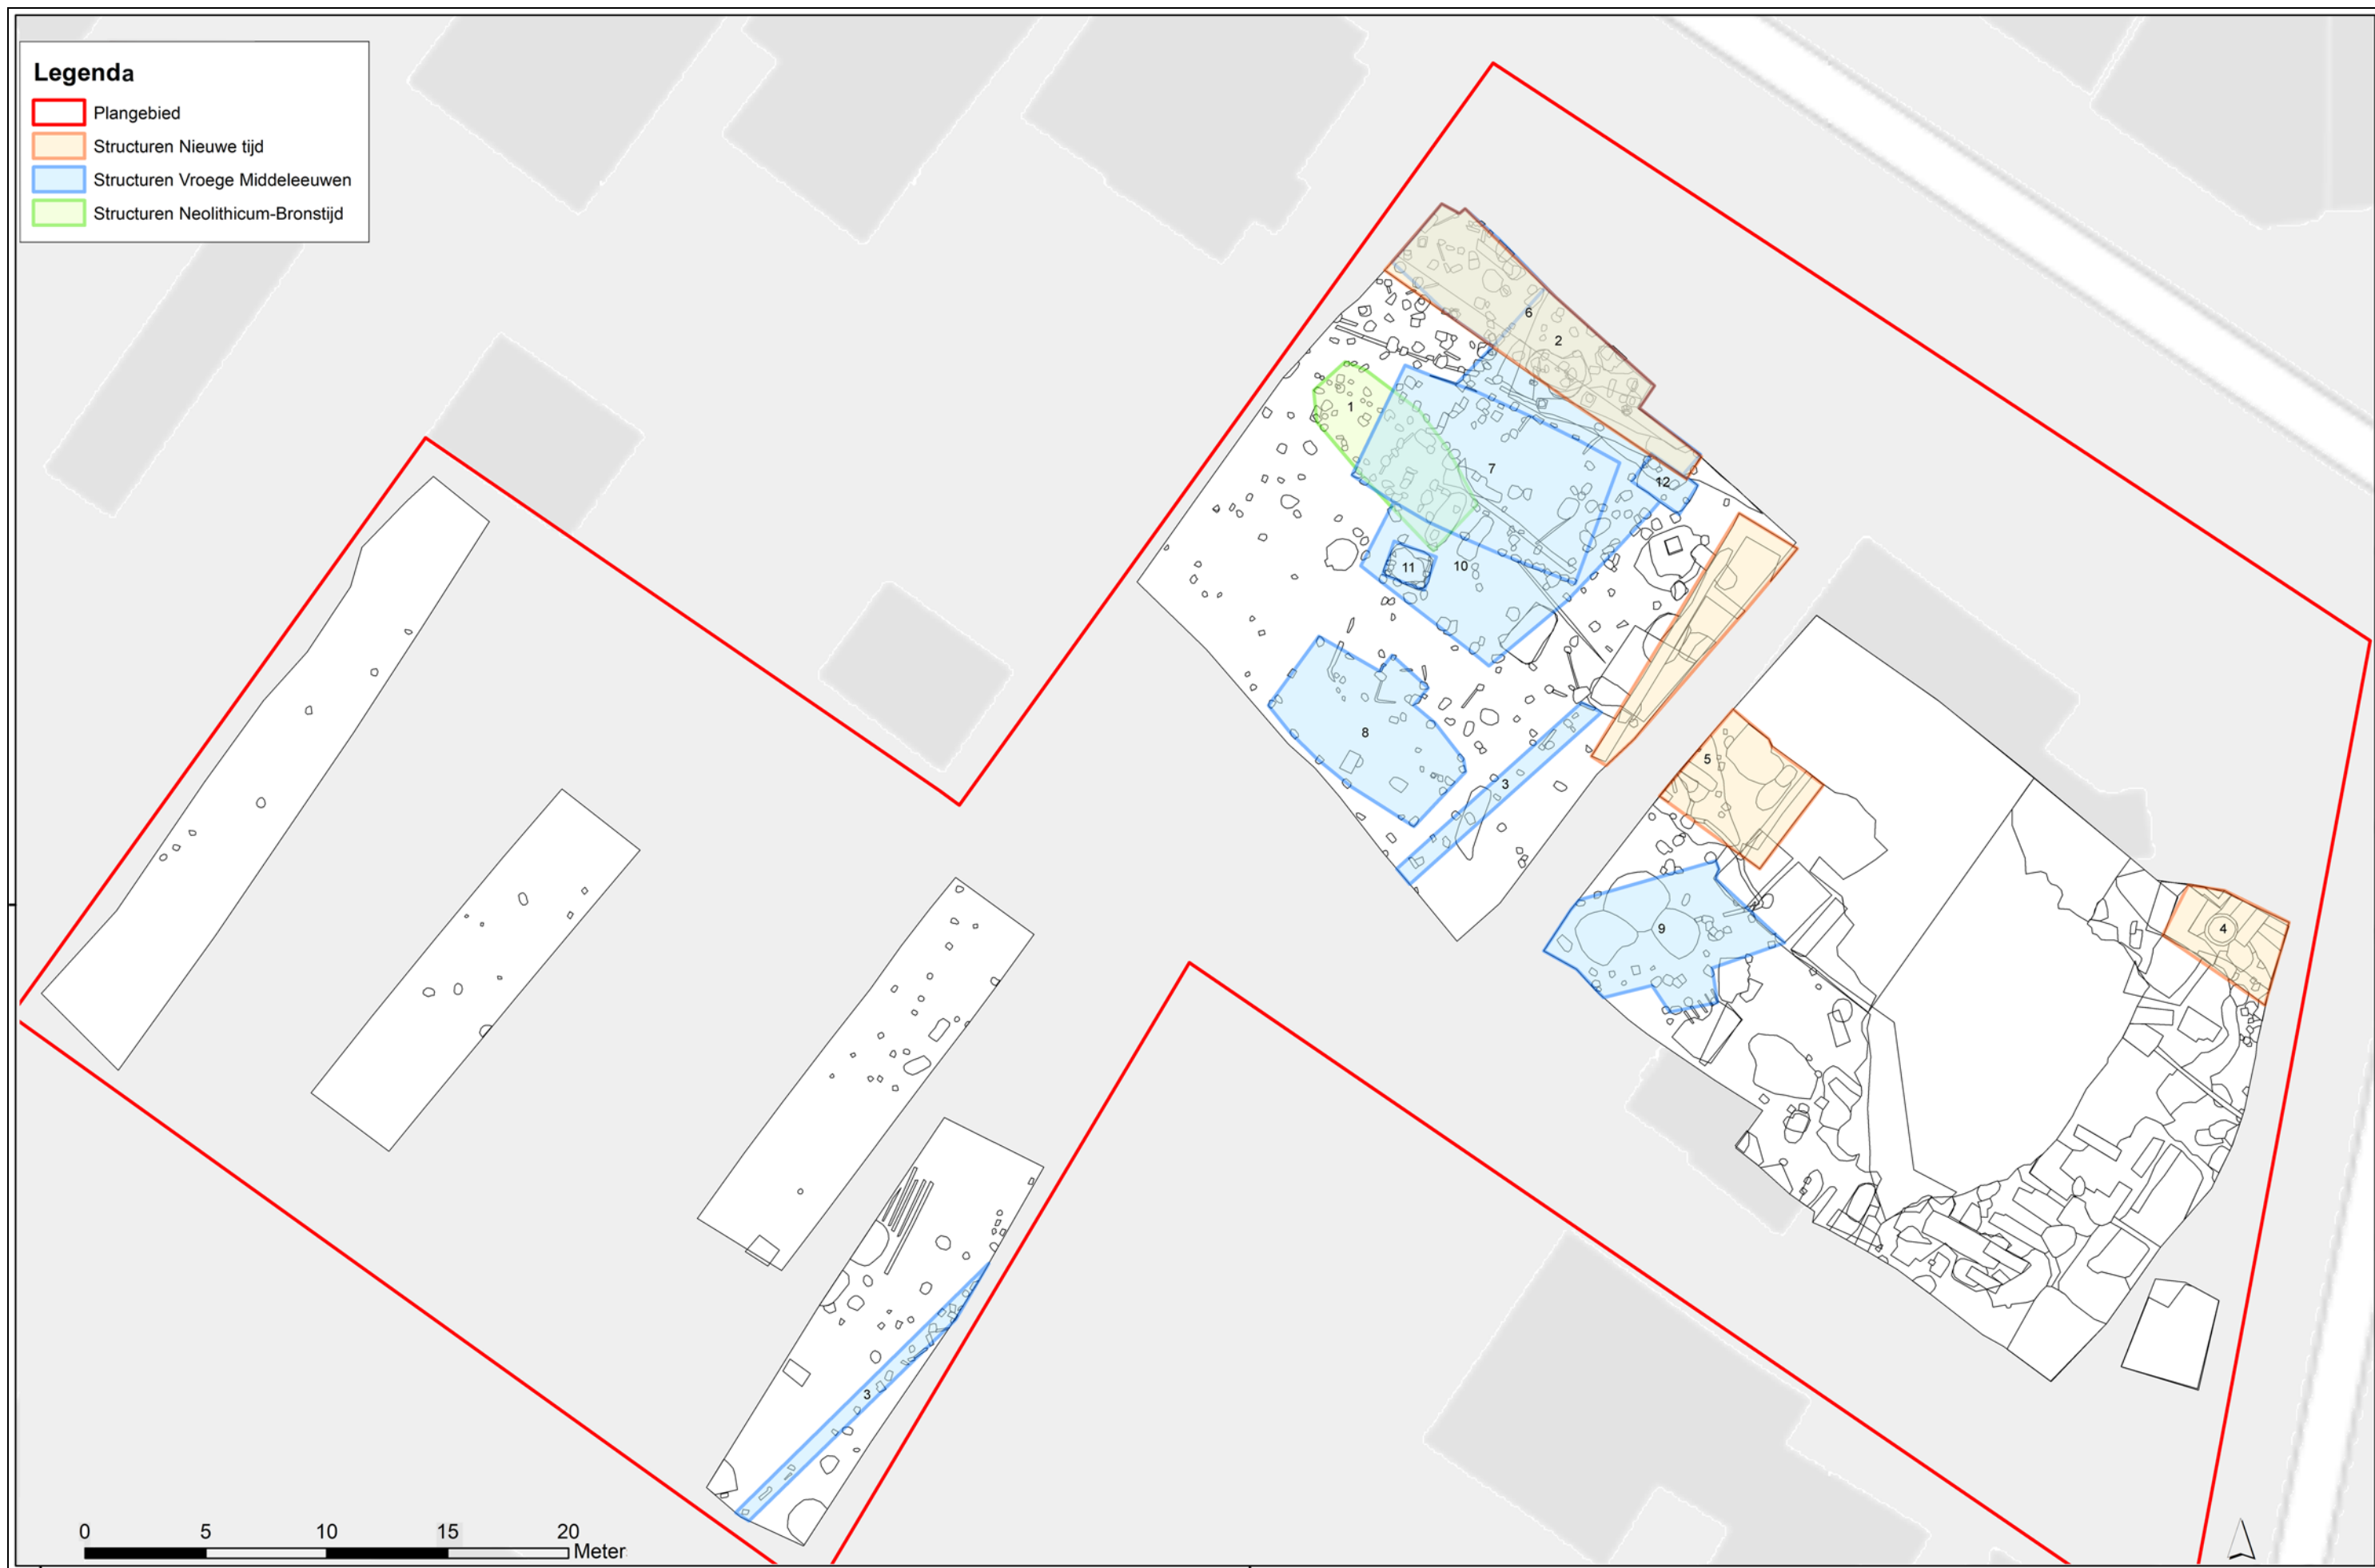 Legenda
Plangebied
Structuren Nieuwe tijd
Structuren Vroege Middeleeuwen
Structuren Neolithicum-Bronstijd
6
2
1
7
12
11
10
8
3
5
9
4
3
0 5 10 15 20
Meter